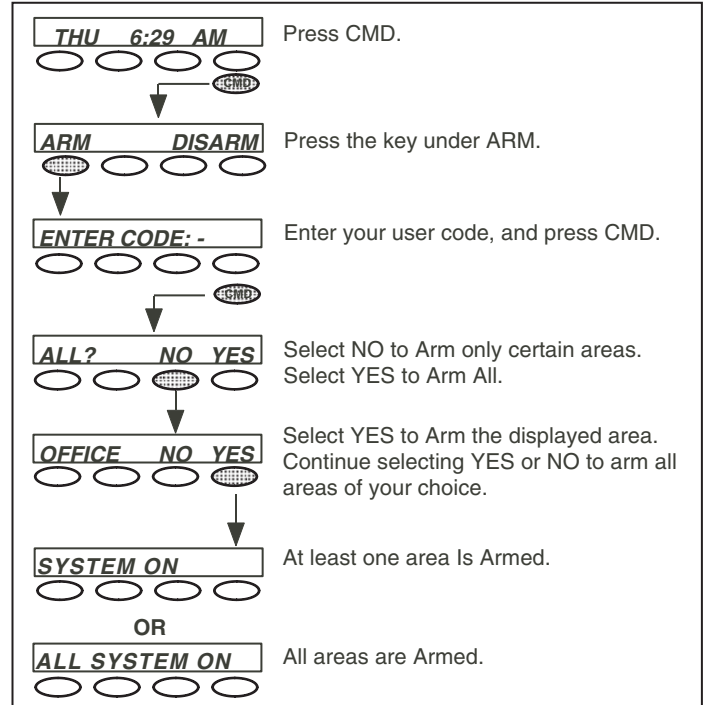 THU 6:29 AM Press CMD.
CMD
ARM DISARM Press the key under ARM.
ENTER CODE: - Enter your user code, and press CMD.
CMD
ALL? NO YES Select NO to Arm only certain areas.
Select YES to Arm All.
OFFICE NO YES Select YES to Arm the displayed area.
Continue selecting YES or NO to arm all
areas of your choice.
SYSTEM ON At least one area Is Armed.
OR
ALL SYSTEM ON All areas are Armed.